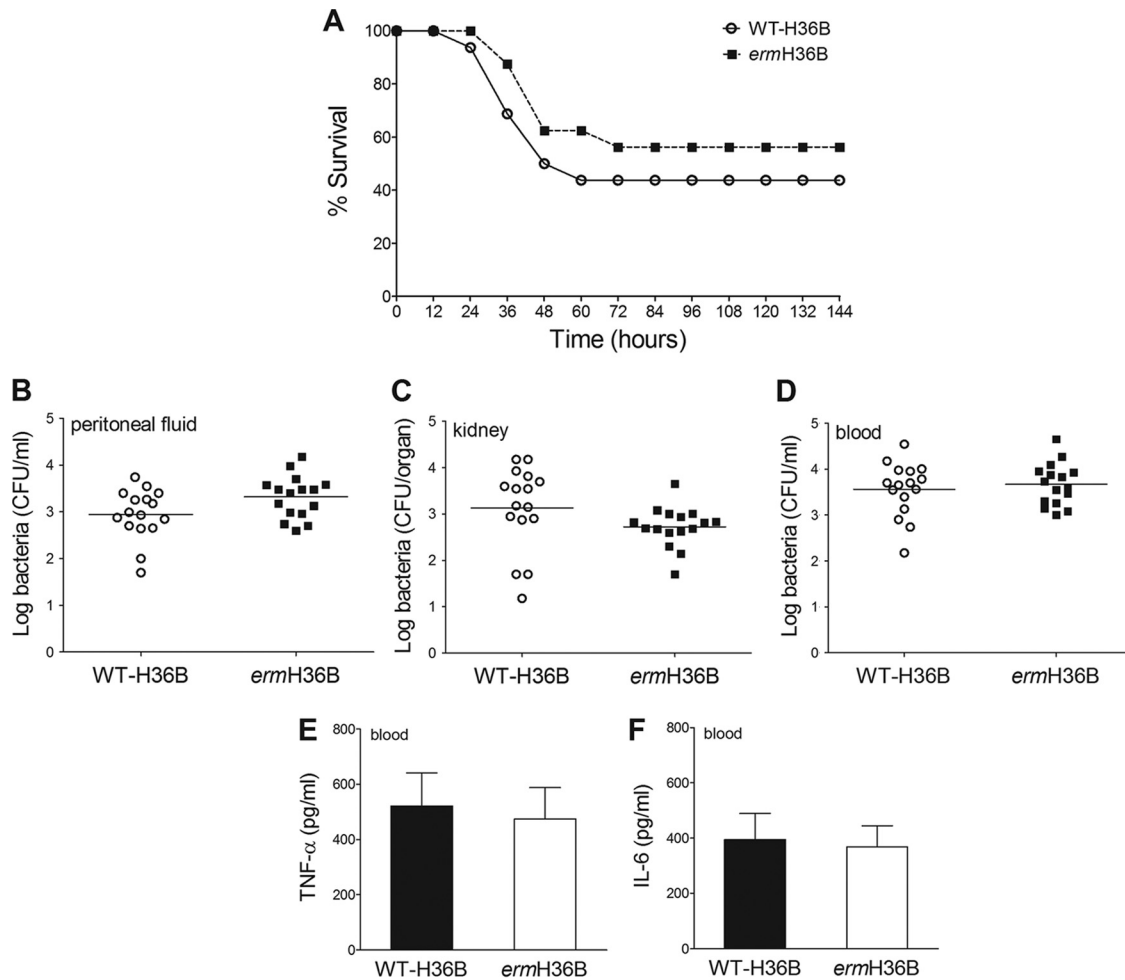 A
WT-H36B
ermH36B
% Survival
100
80
60
40
20
0
0 12 24 36 48 60 72 84 96 108 120 132 144
Time (hours)
B
peritoneal fluid
Log bacteria (CFU/ml)
5
4
3
2
1
0
WT-H36B ermH36B
C
kidney
Log bacteria (CFU/organ)
5
4
3
2
1
0
WT-H36B ermH36B
D
blood
Log bacteria (CFU/ml)
5
4
3
2
1
0
WT-H36B ermH36B
E
blood
TNF-α (pg/ml)
800
600
400
200
0
WT-H36B ermH36B
F
blood
IL-6 (pg/ml)
800
600
400
200
0
WT-H36B ermH36B